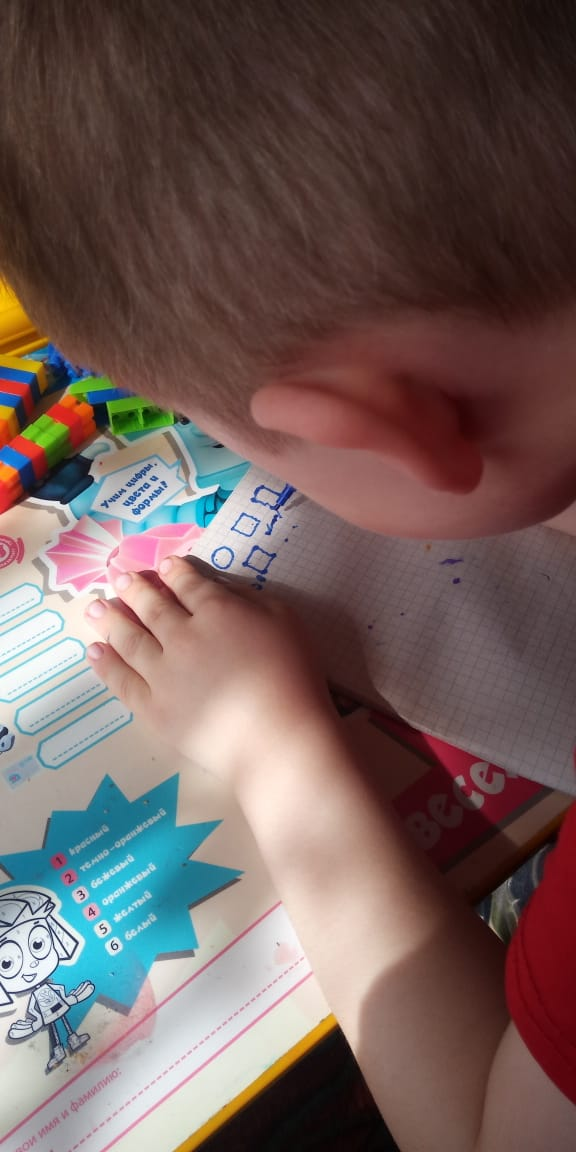 Учим цифры,
цвета и
формы!
весе
1 красный
2 темно-оранжевый
3 бежевый
4 оранжевый
5 желтый
6 белый
вои имя и фамилию: